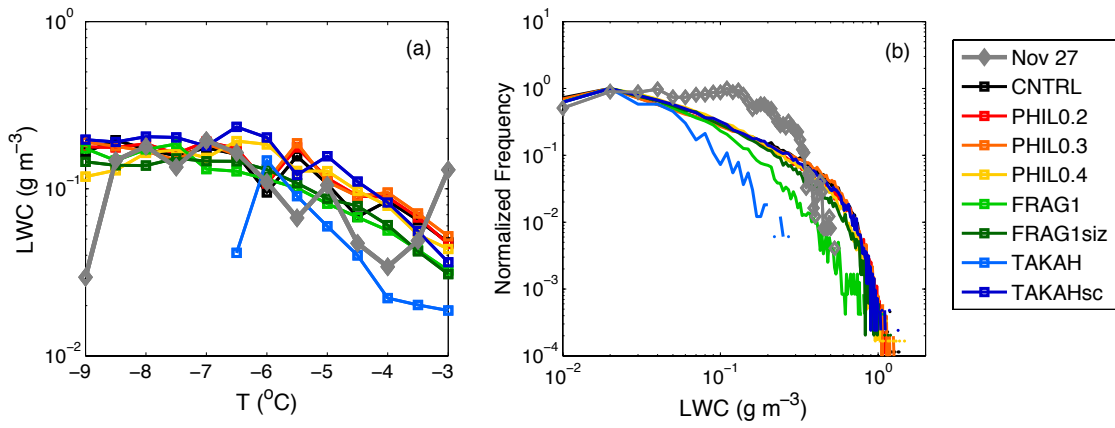 (a)
10^0
10^-1
10^-2
LWC (g m^-3)
-9 -8 -7 -6 -5 -4 -3
T (°C)
(b)
10^1
10^0
10^-1
10^-2
10^-3
10^-4
Normalized Frequency
10^-2 10^-1 10^0
LWC (g m^-3)
Nov 27
CNTRL
PHIL0.2
PHIL0.3
PHIL0.4
FRAG1
FRAG1siz
TAKAH
TAKAHsc